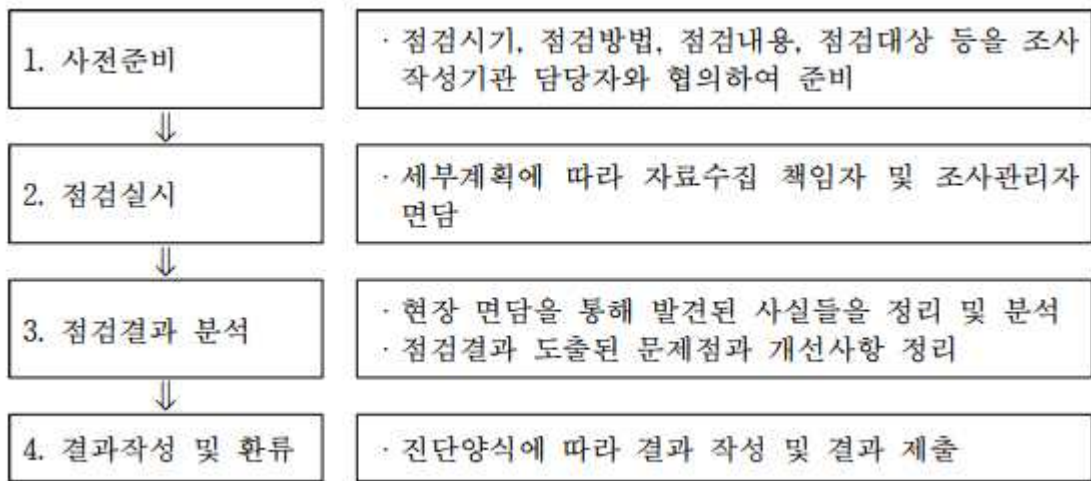 1. 사전준비
· 점검시기, 점검방법, 점검내용, 점검대상 등을 조사
작성기관 담당자와 협의하여 준비
⇓
2. 점검실시
· 세부계획에 따라 자료수집 책임자 및 조사관리자
면담
⇓
3. 점검결과 분석
· 현장 면담을 통해 발견된 사실들을 정리 및 분석
· 점검결과 도출된 문제점과 개선사항 정리
⇓
4. 결과작성 및 환류
· 진단양식에 따라 결과 작성 및 결과 제출